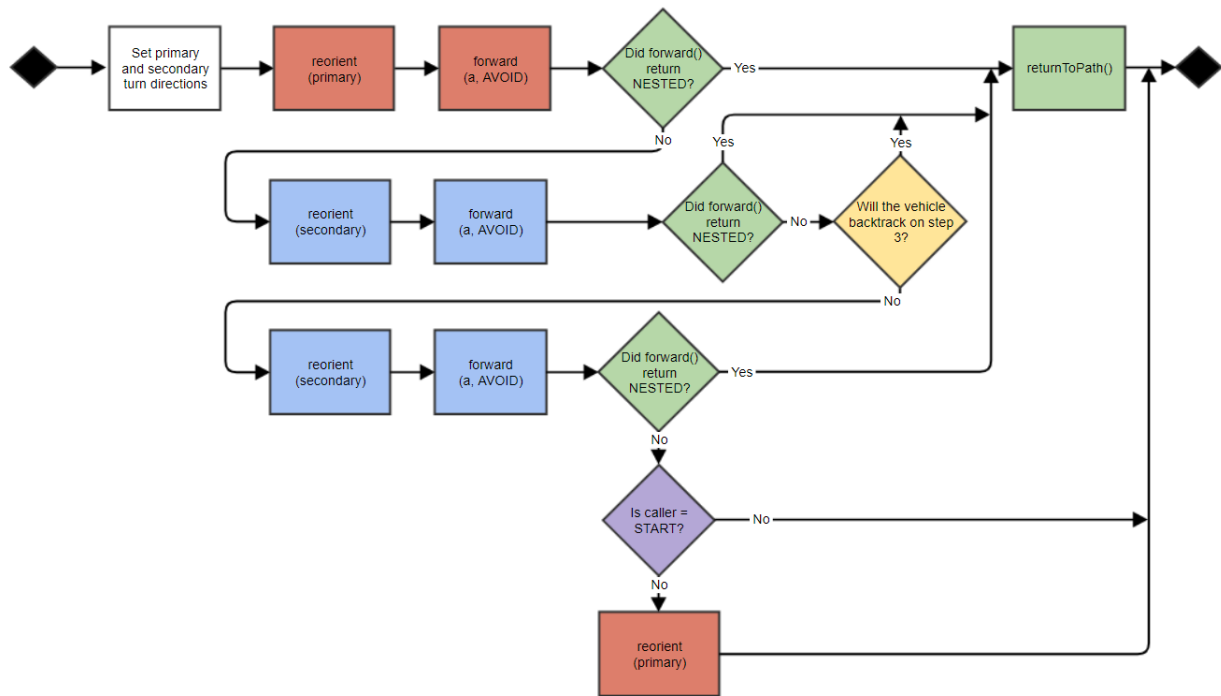 Set primary
and secondary
turn directions
reorient
(primary)
forward
(a, AVOID)
Did forward()
return
NESTED?
Yes
returnToPath()
No
reorient
(secondary)
forward
(a, AVOID)
Did forward()
return
NESTED?
Yes
No
Will the vehicle
backtrack on step
3?
Yes
No
reorient
(secondary)
forward
(a, AVOID)
Did forward()
return
NESTED?
Yes
No
Is caller =
START?
No
No
reorient
(primary)